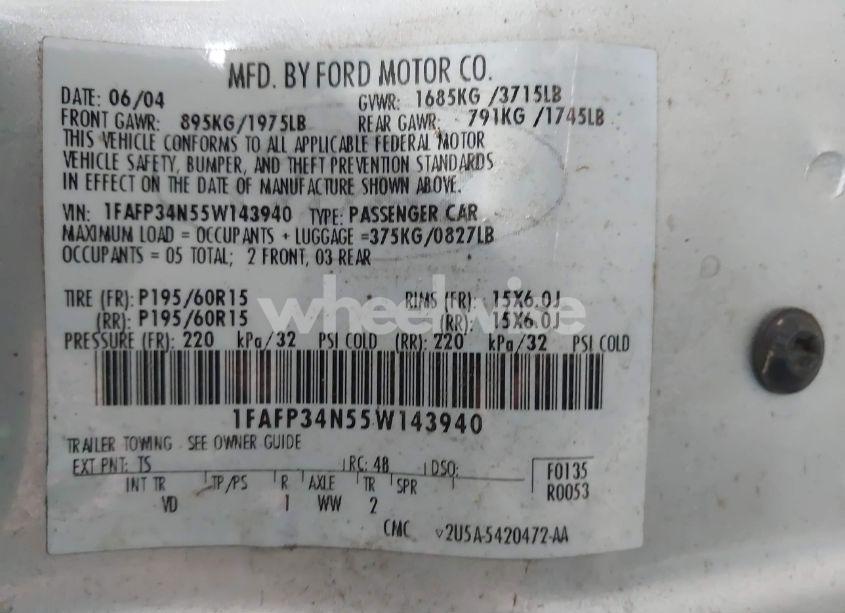 MFD. BY FORD MOTOR CO.
DATE: 06/04 GVWR: 1685KG /3715LB
FRONT GAWR: 895KG/1975LB REAR GAWR: 791KG /1745LB
THIS VEHICLE CONFORMS TO ALL APPLICABLE FEDERAL MOTOR
VEHICLE SAFETY, BUMPER, AND THEFT PREVENTION STANDARDS
IN EFFECT ON THE DATE OF MANUFACTURE SHOWN ABOVE.
VIN: 1FAFP34N55W143940 TYPE: PASSENGER CAR
MAXIMUM LOAD = OCCUPANTS + LUGGAGE =375KG/0827LB
OCCUPANTS = 05 TOTAL; 2 FRONT, 03 REAR
TIRE (FR): P195/60R15 RIMS (FR): 15X6.0J
wheelwise
(RR): P195/60R15 (RR): 15X6.0J
PRESSURE (FR): 220 kPa/32 PSI COLD (RR): 220 kPa/32 PSI COLD
1FAFP34N55W143940
TRAILER TOWING - SEE OWNER GUIDE
EXT PNT: TS RC: 48 DSO: F0135
INT TR TP/PS R AXLE TR SPR R0053
VD 1 WW 2
CMC v2U5A-5420472-AA